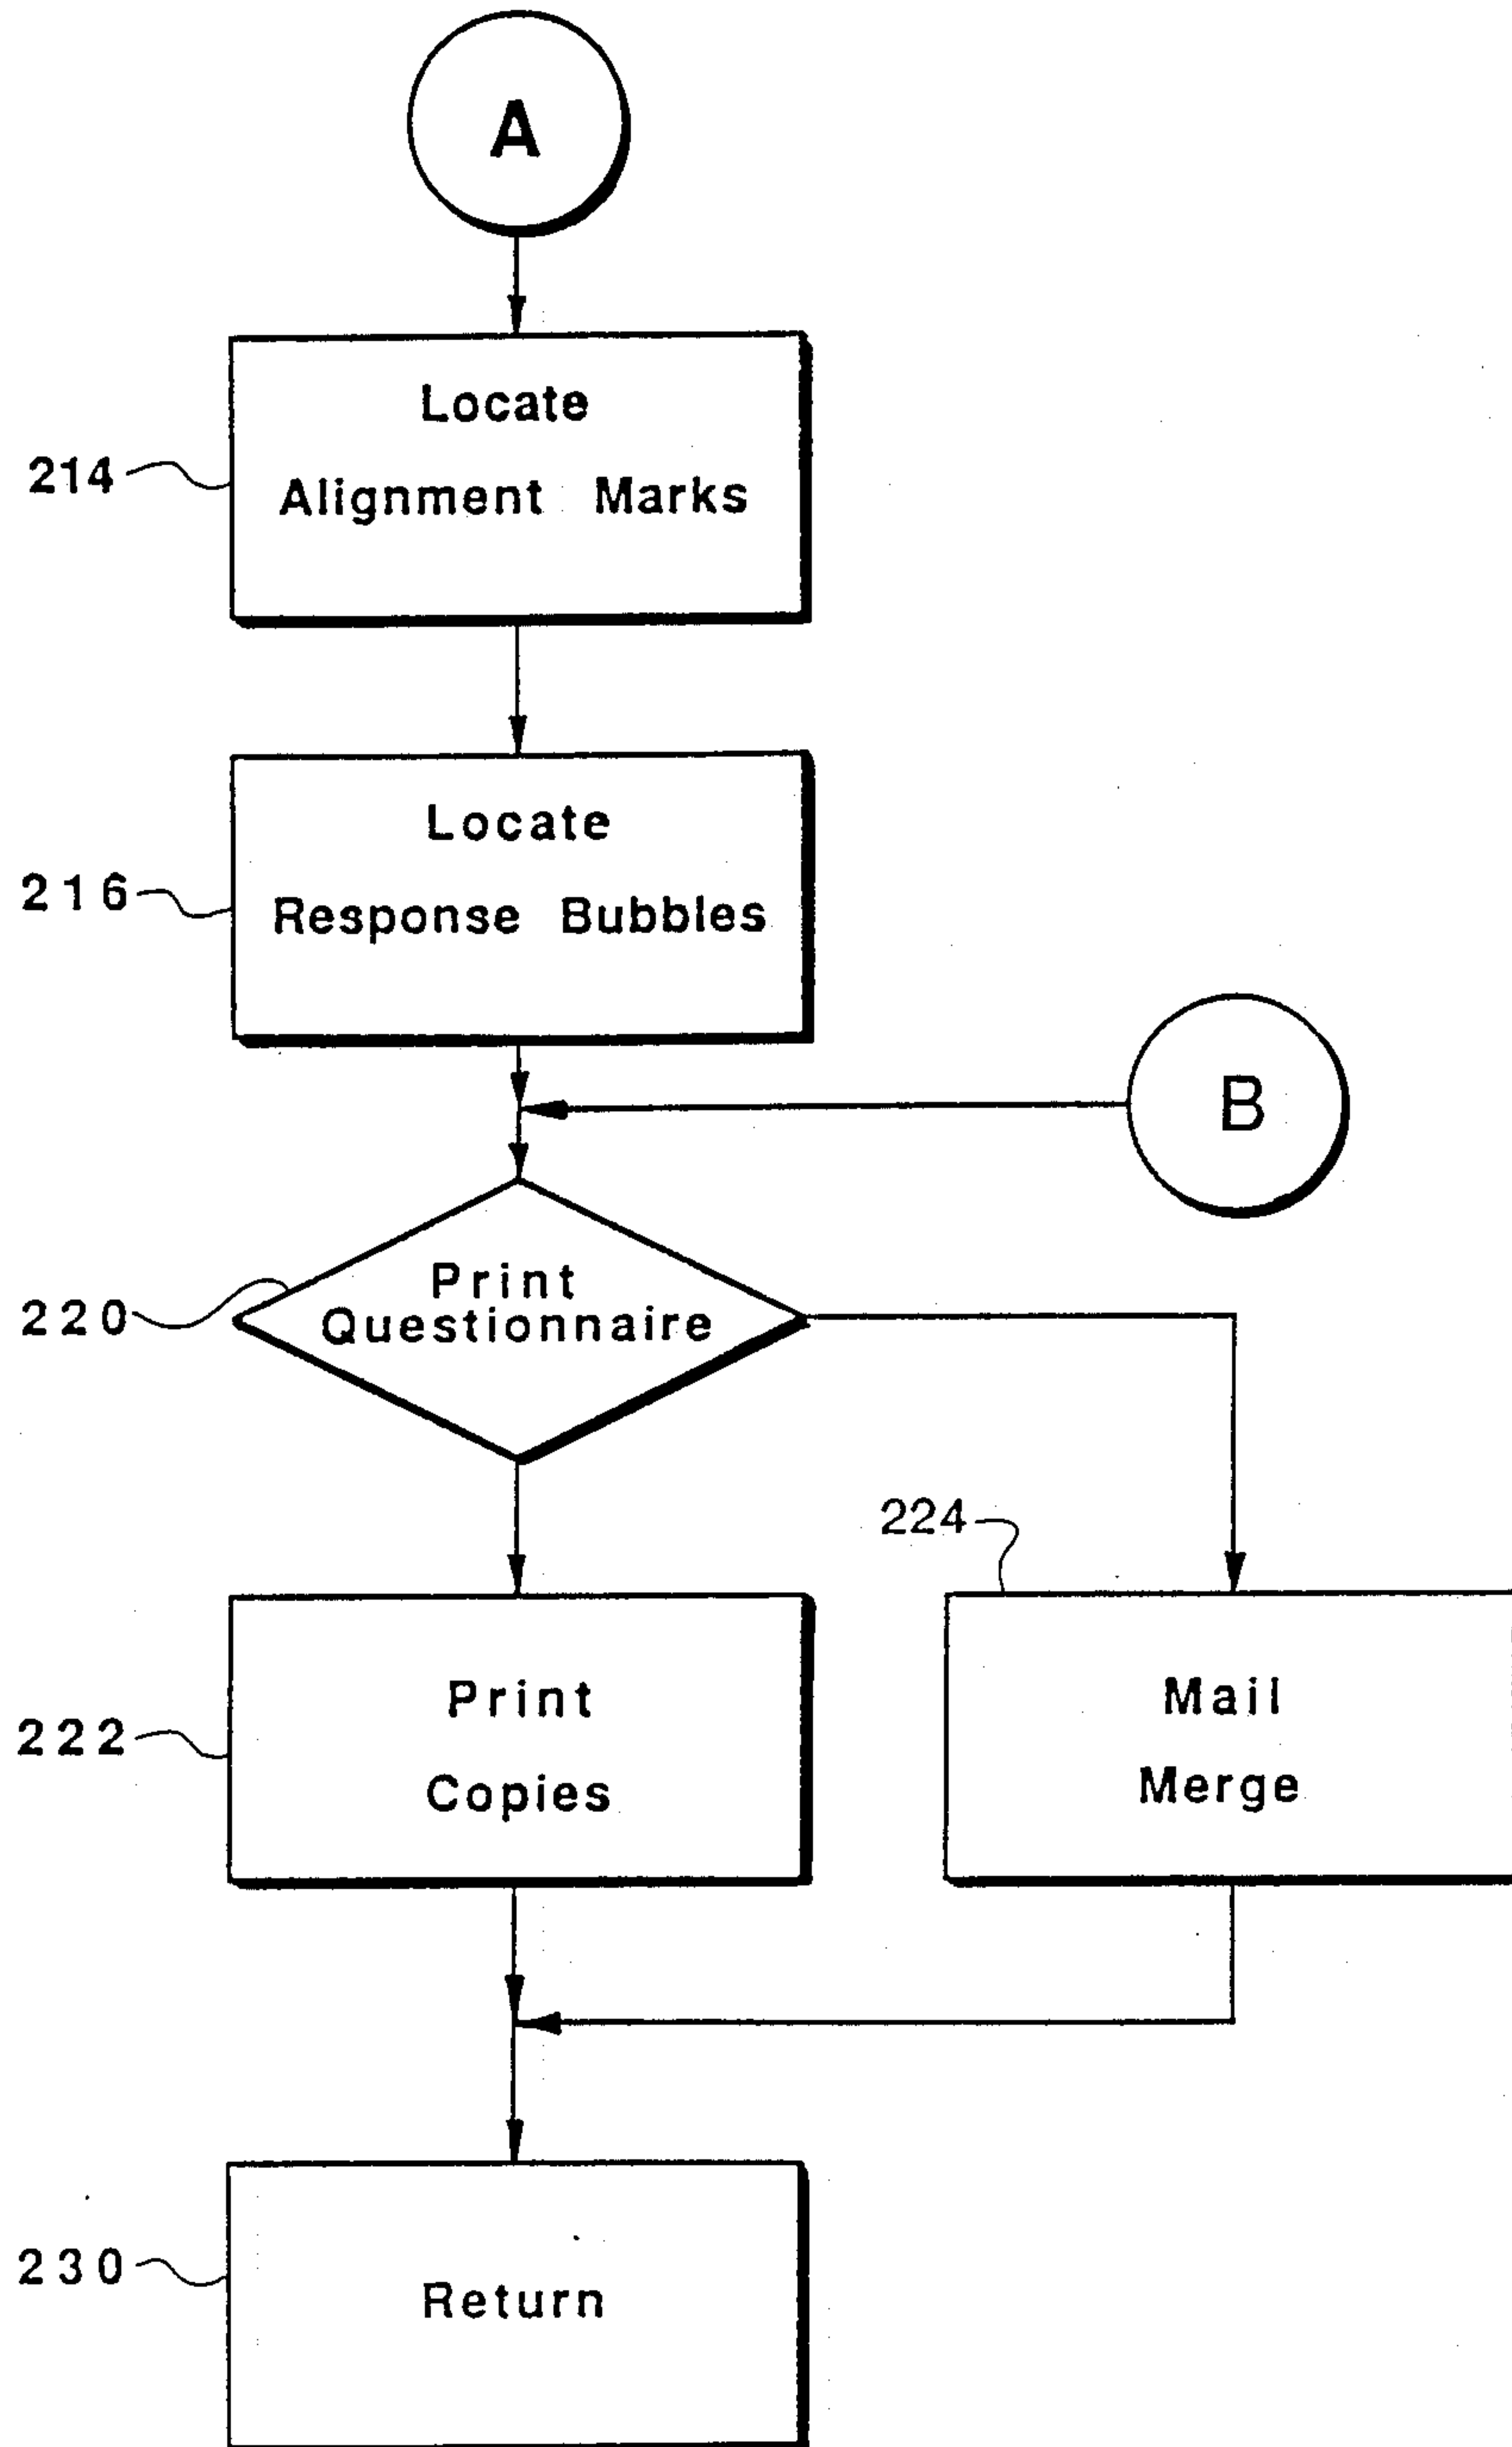 A
Locate
214
Alignment Marks
Locate
216
Response Bubbles
B
Print
220
Questionnaire
224
Print
Mail
222
Copies
Merge
230
Return